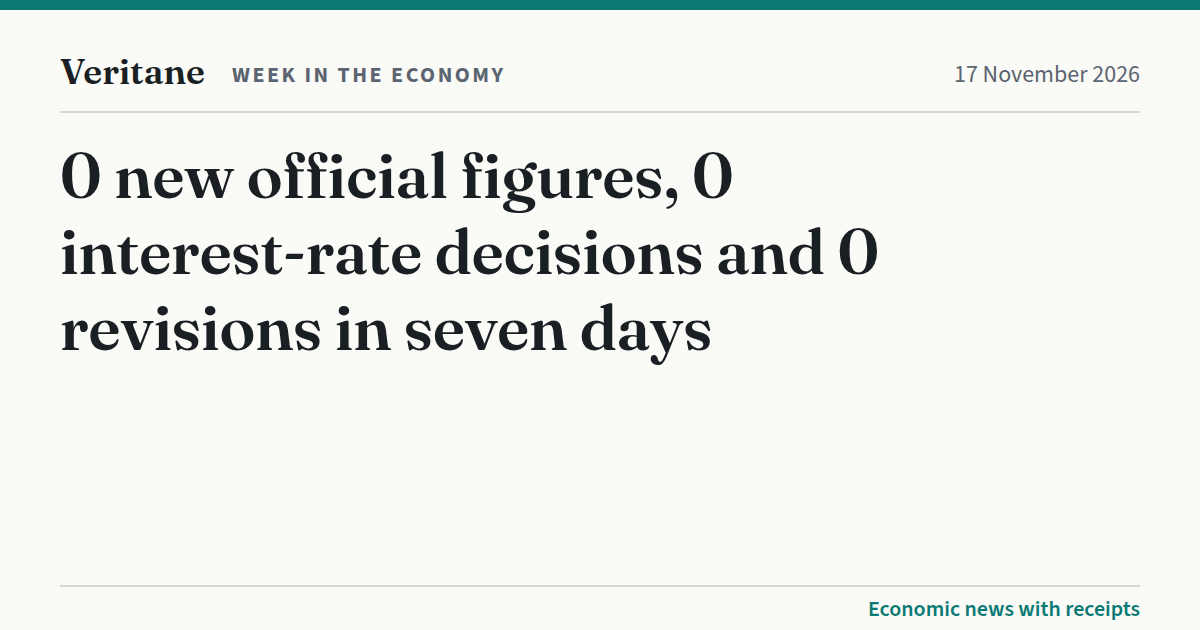 Veritane WEEK IN THE ECONOMY 17 November 2026
0 new official figures, 0
interest-rate decisions and 0
revisions in seven days
Economic news with receipts